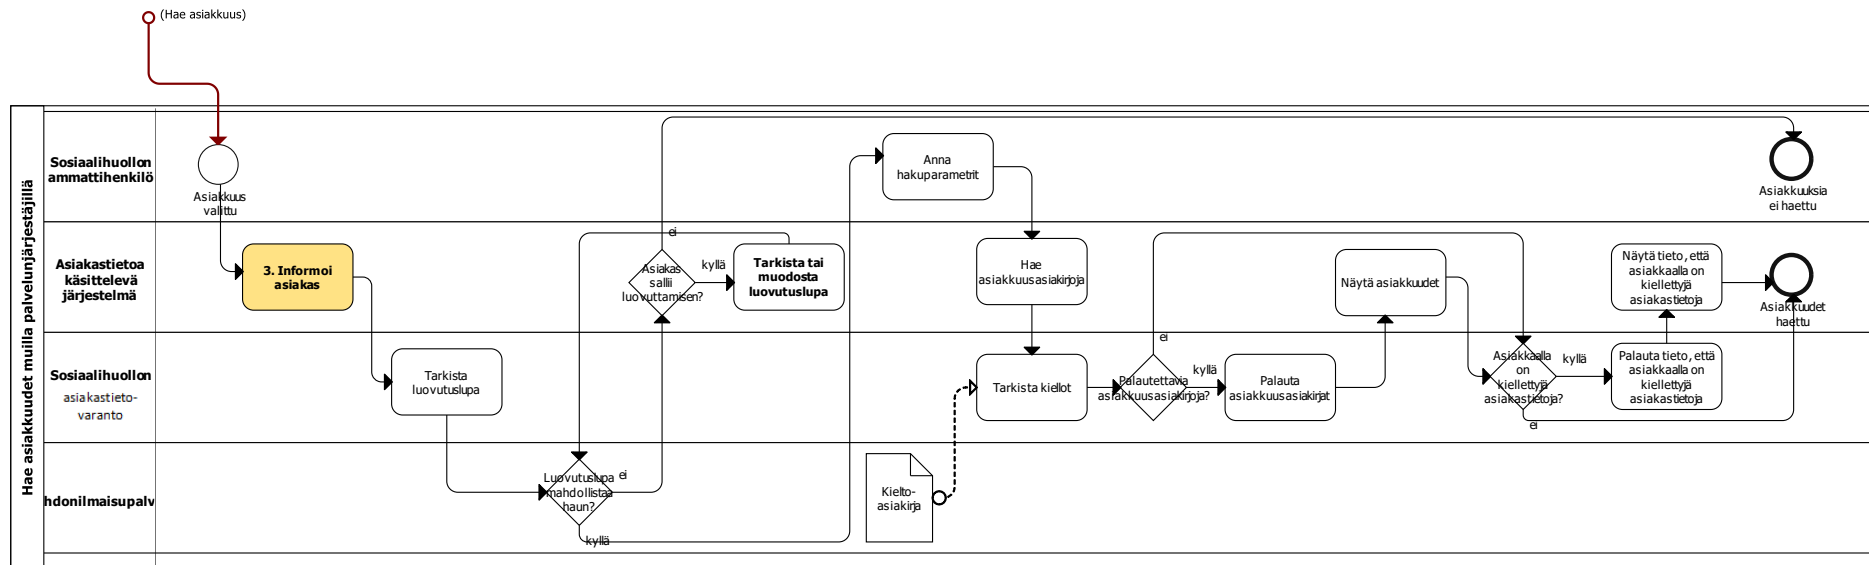 (Hae asiakkuus)
Hae asiakkuudet muilla palvelunjärjestäjillä
Sosiaalihuollon
ammattihenkilö
Asiakkuus
valittu
Anna
hakuparametrit
Asiakkuuksia
ei haettu
Asiakastietoa
käsittelevä
järjestelmä
3. Informoi
asiakas
ei
Asiakas
sallii
luovuttamisen?
kyllä
Tarkista tai
muodosta
luovutuslupa
Hae
asiakkuusasiakirjoja
Näytä asiakkuudet
Näytä tieto, että
asiakkaalla on
kiellettyjä
asiakastietoja
Asiakkuudet
haettu
Sosiaalihuollon
asiakastieto-
varanto
Tarkista
luovutuslupa
Tarkista kiellot
ei
Palautettavia
asiakkuusasiakirjoja?
kyllä
Palauta
asiakkuusasiakirjat
Asiakkaalla
on
kiellettyjä
asiakastietoja?
kyllä
ei
Palauta tieto, että
asiakkaalla on
kiellettyjä
asiakastietoja
hdonilmaisupalv
Luovutuslupa
mahdollistaa
haun?
ei
kyllä
Kielto-
asiakirja